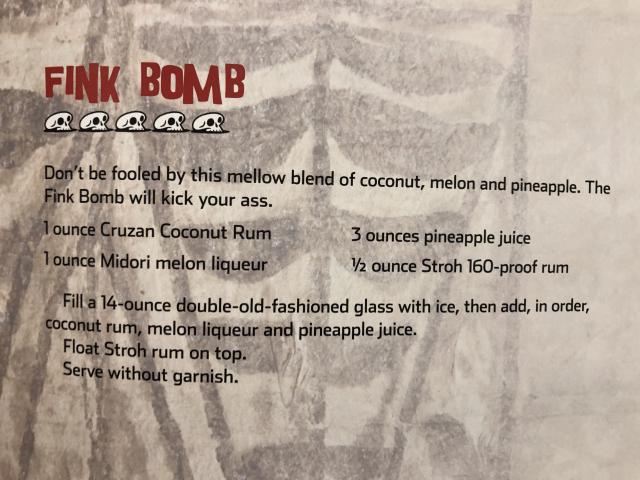 FINK BOMB
Don't be fooled by this mellow blend of coconut, melon and pineapple. The
Fink Bomb will kick your ass.
1 ounce Cruzan Coconut Rum
1 ounce Midori melon liqueur
3 ounces pineapple juice
½ ounce Stroh 160-proof rum
Fill a 14-ounce double-old-fashioned glass with ice, then add, in order,
coconut rum, melon liqueur and pineapple juice.
Float Stroh rum on top.
Serve without garnish.